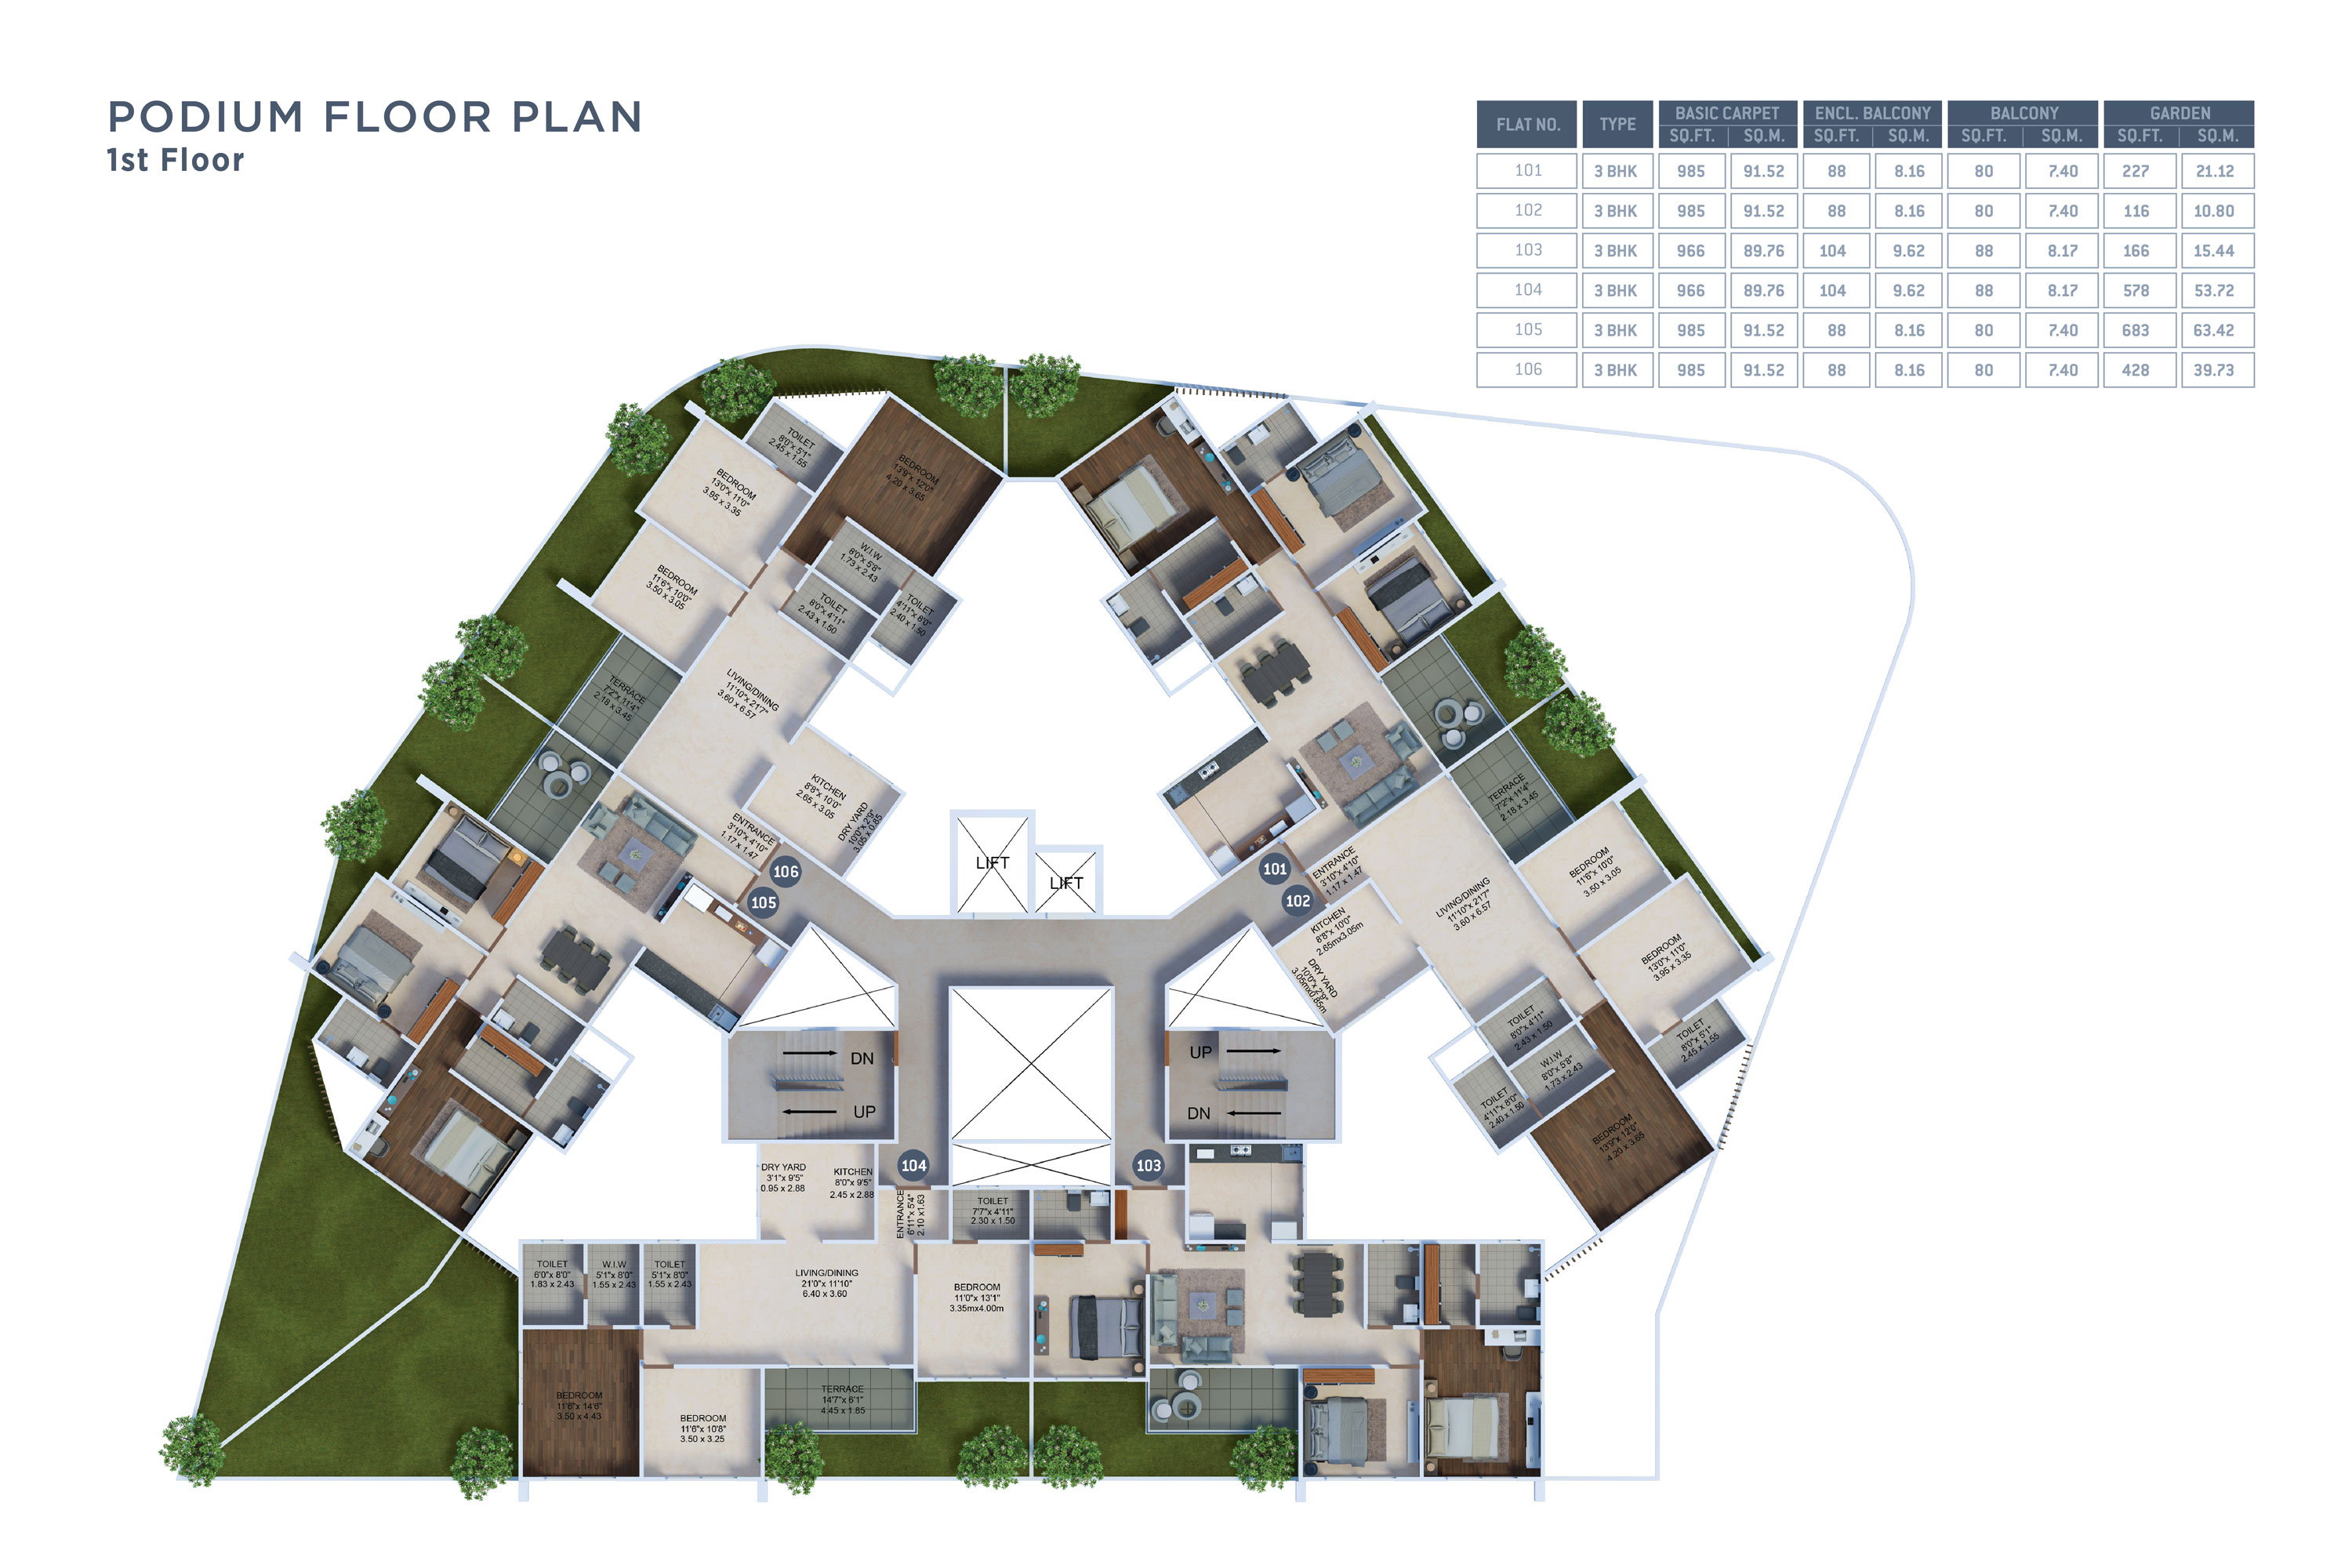 PODIUM FLOOR PLAN
1st Floor
FLAT NO. TYPE BASIC CARPET ENCL. BALCONY BALCONY GARDEN
SQ.FT. SQ.M. SQ.FT. SQ.M. SQ.FT. SQ.M. SQ.FT. SQ.M.
101 3 BHK 985 91.52 88 8.16 80 7.40 227 21.12
102 3 BHK 985 91.52 88 8.16 80 7.40 116 10.80
103 3 BHK 966 89.76 104 9.62 88 8.17 166 15.44
104 3 BHK 966 89.76 104 9.62 88 8.17 578 53.72
105 3 BHK 985 91.52 88 8.16 80 7.40 683 63.42
106 3 BHK 985 91.52 88 8.16 80 7.40 428 39.73
TOILET
8'0"x 5'1"
2.45 x 1.55
BEDROOM
13'0"x 11'0"
3.95 x 3.35
BEDROOM
13'9"x 12'0"
4.20 x 3.65
BEDROOM
11'6"x 10'0"
3.50 x 3.05
W.I.W
8'0"x 5'8"
1.73 x 2.43
TOILET
8'0"x 4'11"
2.43 x 1.50
TOILET
4'11"x 8'0"
2.40 x 1.50
TERRACE
7'2"x 11'4"
2.18 x 3.45
LIVING/DINING
11'10"x 21'7"
3.60 x 6.57
KITCHEN
8'8"x 10'0"
2.65 x 3.05
DRY YARD
10'0"x 2'9"
3.05 x 0.85
ENTRANCE
3'10"x 4'10"
1.17 x 1.47
106
105
LIFT
LIFT
101
102
ENTRANCE
3'10"x 4'10"
1.17 x 1.47
TERRACE
7'2"x 11'4"
2.18 x 3.45
LIVING/DINING
11'10"x 21'7"
3.60 x 6.57
BEDROOM
11'6"x 10'0"
3.50 x 3.05
KITCHEN
8'8"x 10'0"
2.65mx3.05m
DRY YARD
10'0"x 2'9"
3.05mx0.85m
BEDROOM
13'0"x 11'0"
3.95 x 3.35
TOILET
8'0"x 4'11"
2.43 x 1.50
W.I.W
8'0"x 5'8"
1.73 x 2.43
TOILET
8'0"x 5'1"
2.45 x 1.55
TOILET
4'11"x 8'0"
2.40 x 1.50
BEDROOM
13'9"x 12'0"
4.20 x 3.65
DN
UP
UP
DN
104
103
DRY YARD
3'1"x 9'5"
0.95 x 2.88
KITCHEN
8'0"x 9'5"
2.45 x 2.88
ENTRANCE
6'11"x 5'4"
2.10 x1.63
TOILET
7'7"x 4'11"
2.30 x 1.50
TOILET
6'0"x 8'0"
1.83 x 2.43
W.I.W
5'1"x 8'0"
1.55 x 2.43
TOILET
5'1"x 8'0"
1.55 x 2.43
LIVING/DINING
21'0"x 11'10"
6.40 x 3.60
BEDROOM
11'0"x 13'1"
3.35mx4.00m
BEDROOM
11'6"x 14'6"
3.50 x 4.43
BEDROOM
11'6"x 10'8"
3.50 x 3.25
TERRACE
14'7"x 6'1"
4.45 x 1.85